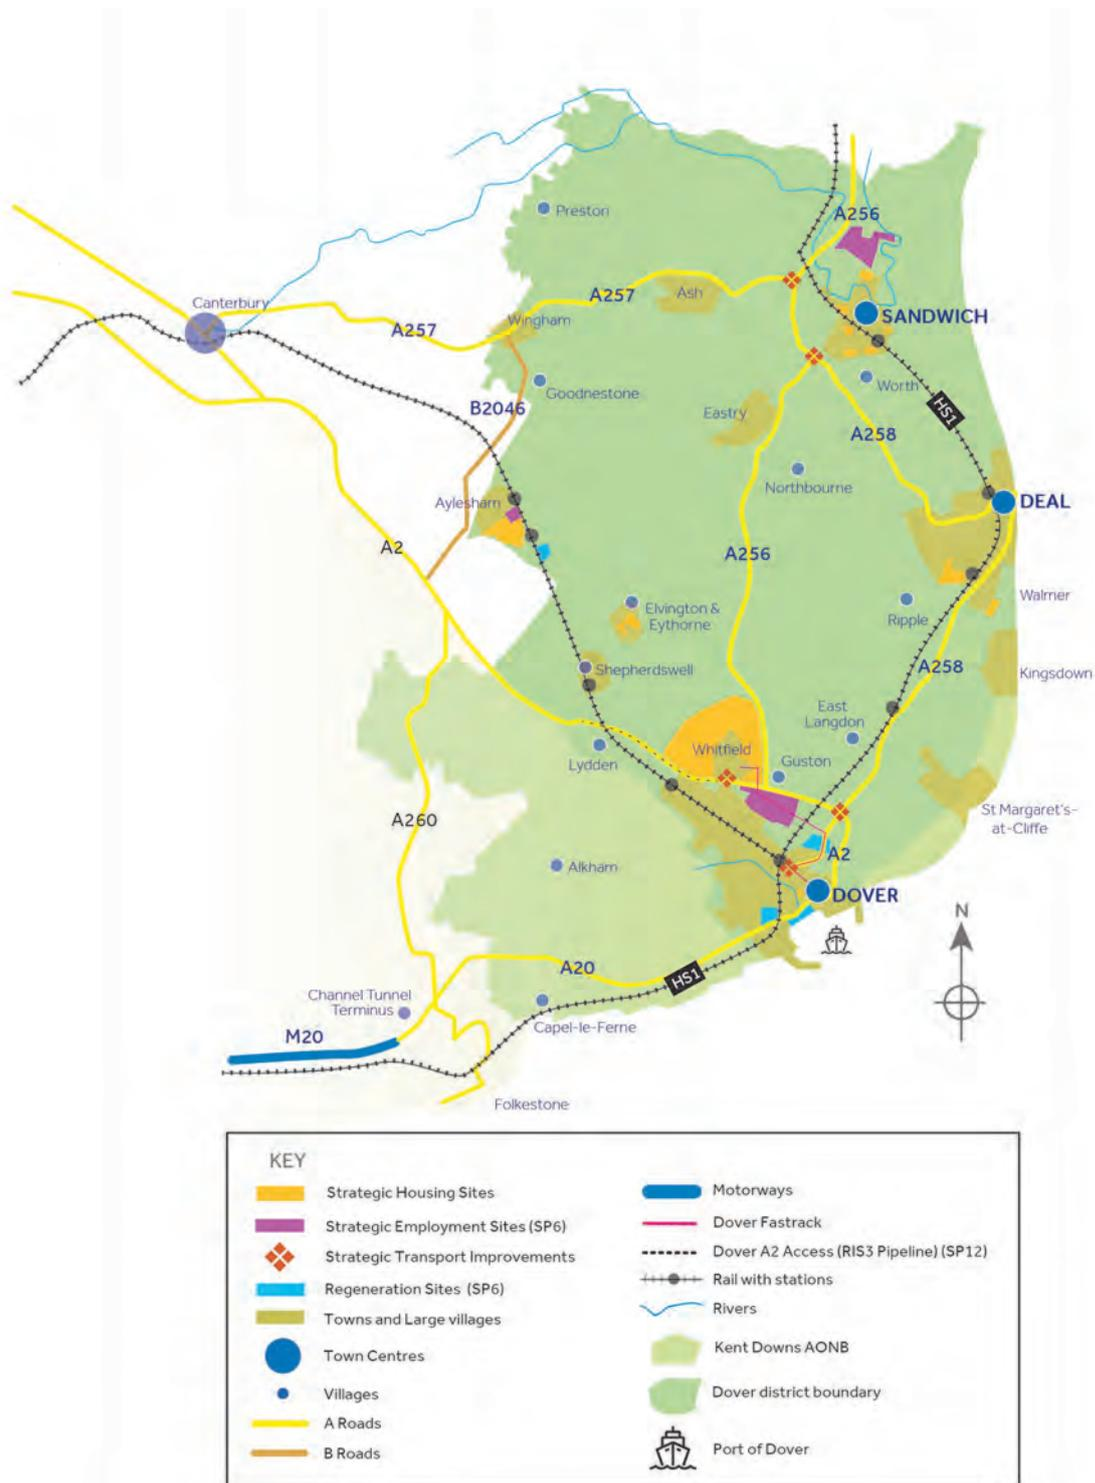 Preston
A256
Canterbury
A257
Ash
A257
Wingham
SANDWICH
Worth
Goodnestone
B2046
HS1
Eastry
A258
Northbourne
Aylesham
DEAL
A2
A256
Walmer
Elvington &
Eythorne
Ripple
Shepherdswell
A258
Kingsdown
East
Langdon
Whitfield
Guston
Lydden
St Margaret's-
at-Cliffe
A260
A2
Alkham
DOVER
N
A20
HS1
Channel Tunnel
Terminus
Capel-le-Ferne
M20
Folkestone
KEY
Strategic Housing Sites
Strategic Employment Sites (SP6)
Strategic Transport Improvements
Regeneration Sites (SP6)
Towns and Large villages
Town Centres
Villages
A Roads
B Roads
Motorways
Dover Fastrack
Dover A2 Access (RIS3 Pipeline) (SP12)
Rail with stations
Rivers
Kent Downs AONB
Dover district boundary
Port of Dover